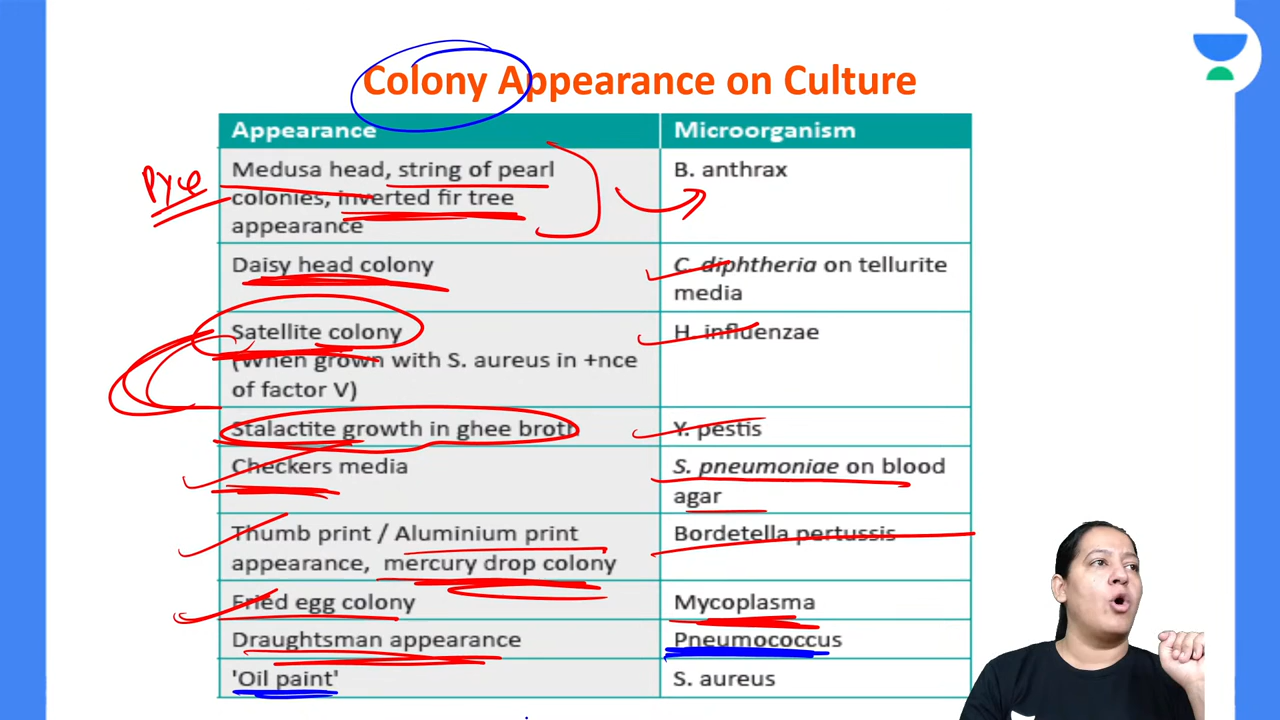 Colony Appearance on Culture
Appearance
Microorganism
Medusa head, string of pearl
colonies, inverted fir tree
appearance
B. anthrax
Daisy head colony
C. diphtheria on tellurite
media
Satellite colony
(When grown with S. aureus in +nce
of factor V)
H. influenzae
Stalactite growth in ghee broth
Y. pestis
Checkers media
S. pneumoniae on blood
agar
Thumb print / Aluminium print
appearance, mercury drop colony
Bordetella pertussis
Fried egg colony
Mycoplasma
Draughtsman appearance
Pneumococcus
'Oil paint'
S. aureus